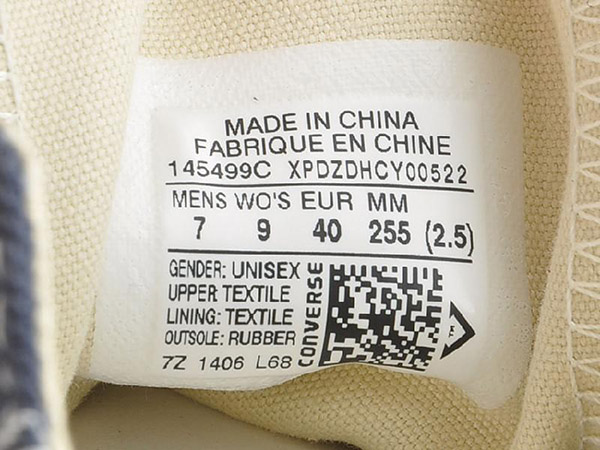 MADE IN CHINA
FABRIQUE EN CHINE
145499C XPDZDHCY00522
MENS WO'S EUR MM
7 9 40 255 (2.5)
GENDER: UNISEX
UPPER TEXTILE
LINING: TEXTILE
OUTSOLE: RUBBER
7Z 1406 L68
CONVERSE